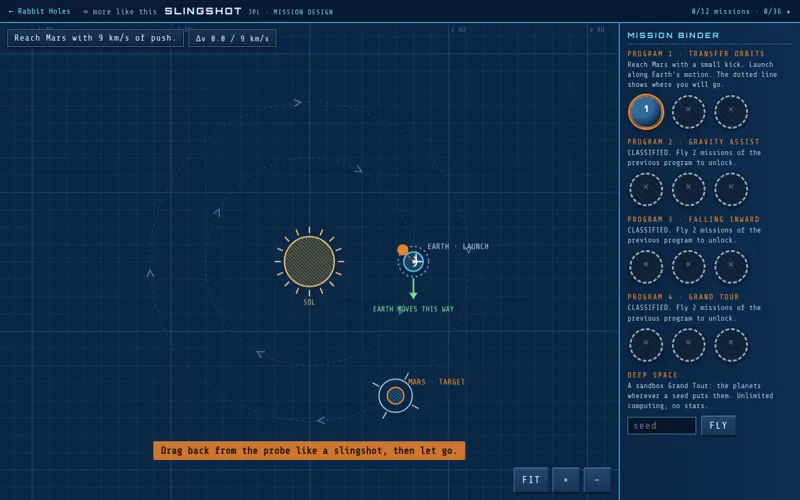 ← Rabbit Holes
≈ more like this
SLINGSHOT
JPL · MISSION DESIGN
0/12 missions · 0/36 ★
Reach Mars with 9 km/s of push.
Δv 0.0 / 9 km/s
EARTH · LAUNCH
SOL
EARTH MOVES THIS WAY
MARS · TARGET
Drag back from the probe like a slingshot, then let go.
FIT
+
−
MISSION BINDER
PROGRAM 1 · TRANSFER ORBITS
Reach Mars with a small kick. Launch
along Earth's motion. The dotted line
shows where you will go.
1
PROGRAM 2 · GRAVITY ASSIST
CLASSIFIED. Fly 2 missions of the
previous program to unlock.
PROGRAM 3 · FALLING INWARD
CLASSIFIED. Fly 2 missions of the
previous program to unlock.
PROGRAM 4 · GRAND TOUR
CLASSIFIED. Fly 2 missions of the
previous program to unlock.
DEEP SPACE
A sandbox Grand Tour: the planets
wherever a seed puts them. Unlimited
computing, no stars.
seed
FLY